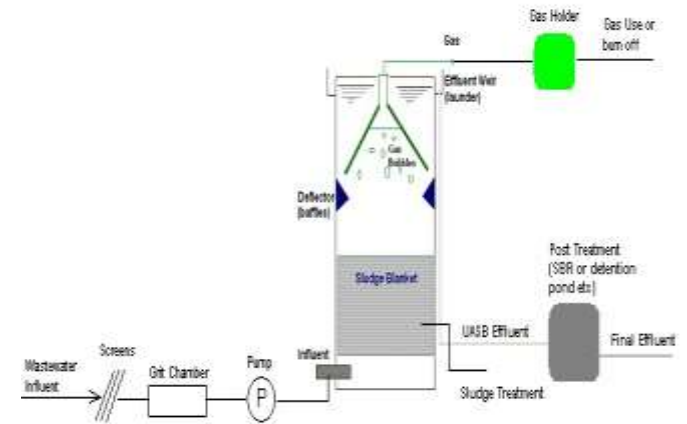 Gas Holder
Gas Use or
burn off
Gas
Effluent Weir
(launder)
Gas
Bubbles
Deflector
(baffles)
Sludge Blanket
Post Treatment
(SBR or detention
pond ets)
UASB Effluent
Final Effluent
Influent
Screens
Wastewater
Influent
Grit Chamber
Pump
P
Sludge Treatment